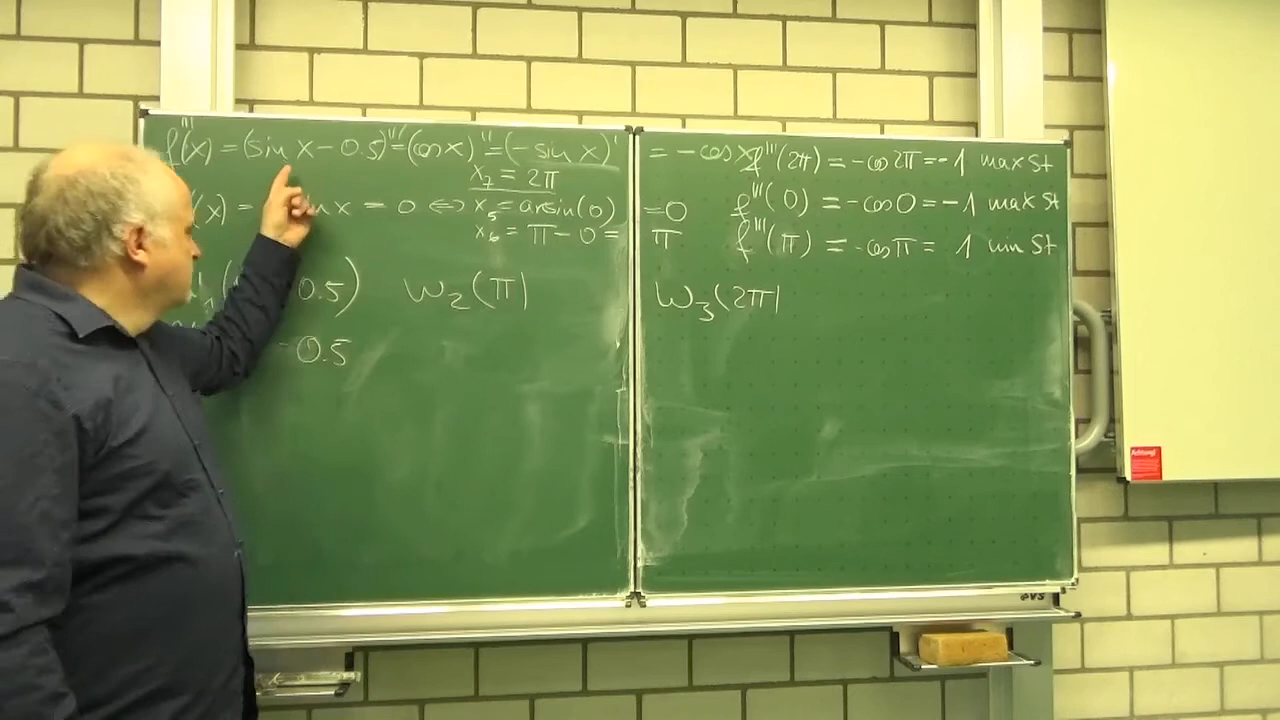 f'''(x) = (sin x - 0.5)''' = (cos x)'' = (- sin x)' = - cos x
f'''(2π) = - cos 2π = -1 max St
x₇ = 2π
(x) = sin x = 0 ⇔ x₅ = arsin(0) = 0
f'''(0) = - cos 0 = -1 max St
x₆ = π - 0 = π
f'''(π) = - cos π = 1 min St
0.5) W₂(π| W₃(2π|
-0.5
Achtung!